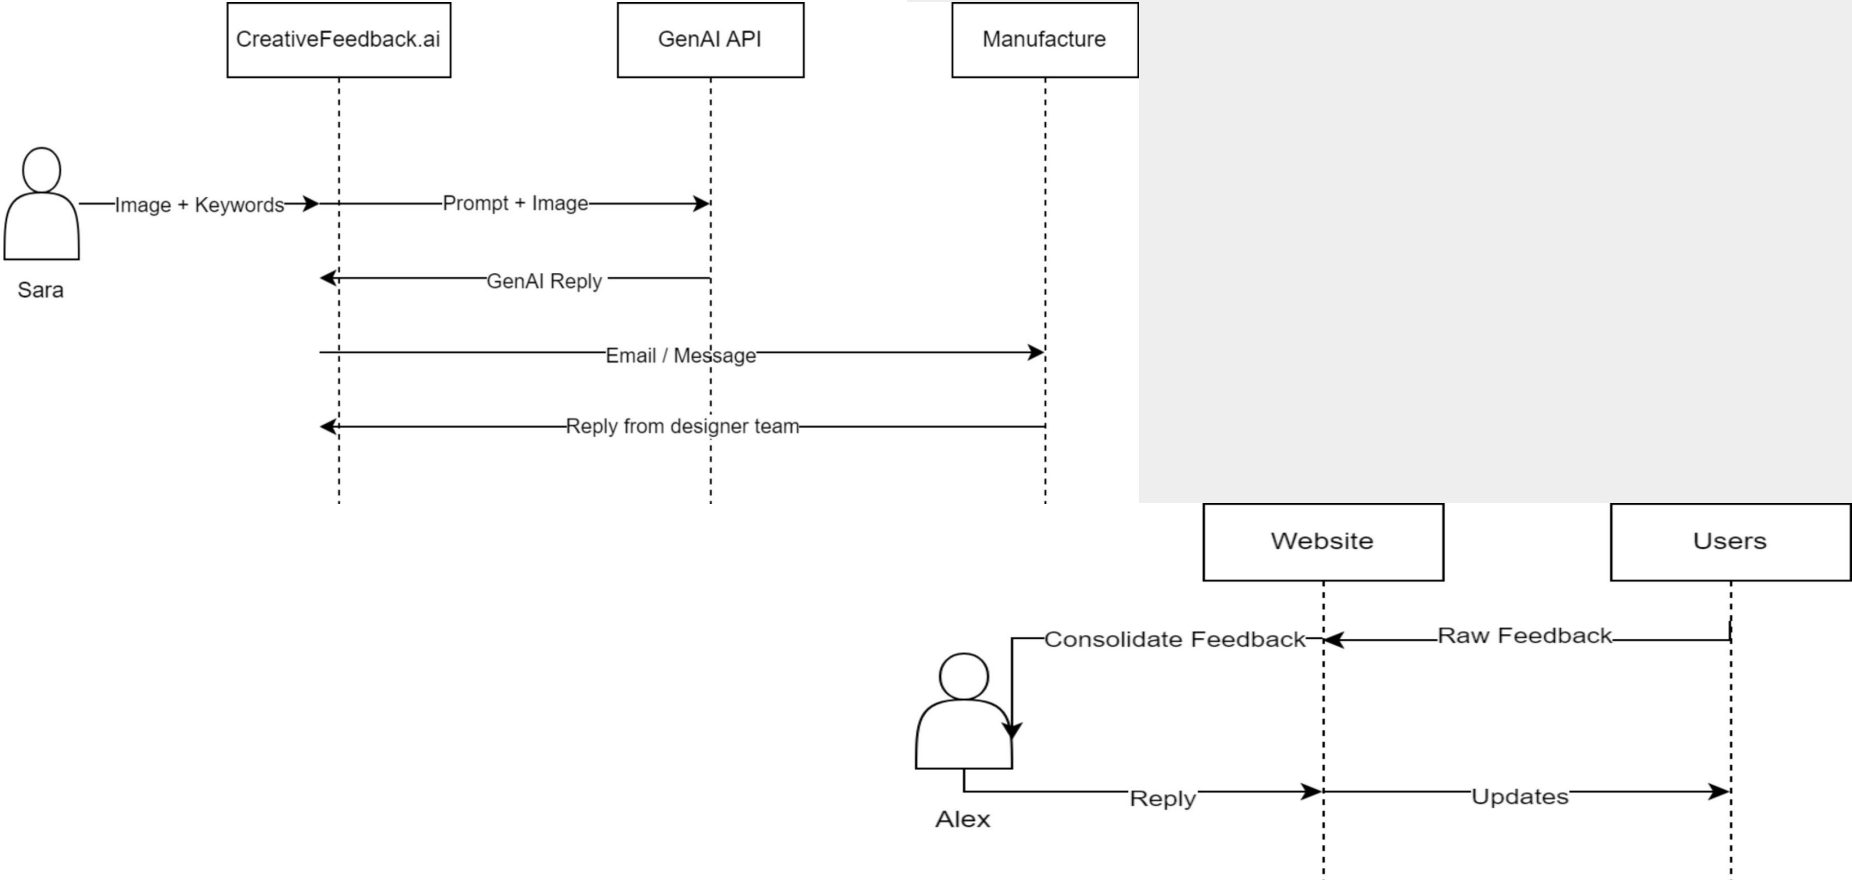 CreativeFeedback.ai
GenAI API
Manufacture
Image + Keywords
Prompt + Image
Sara
GenAI Reply
Email / Message
Reply from designer team
Website
Users
Consolidate Feedback
Raw Feedback
Reply
Updates
Alex